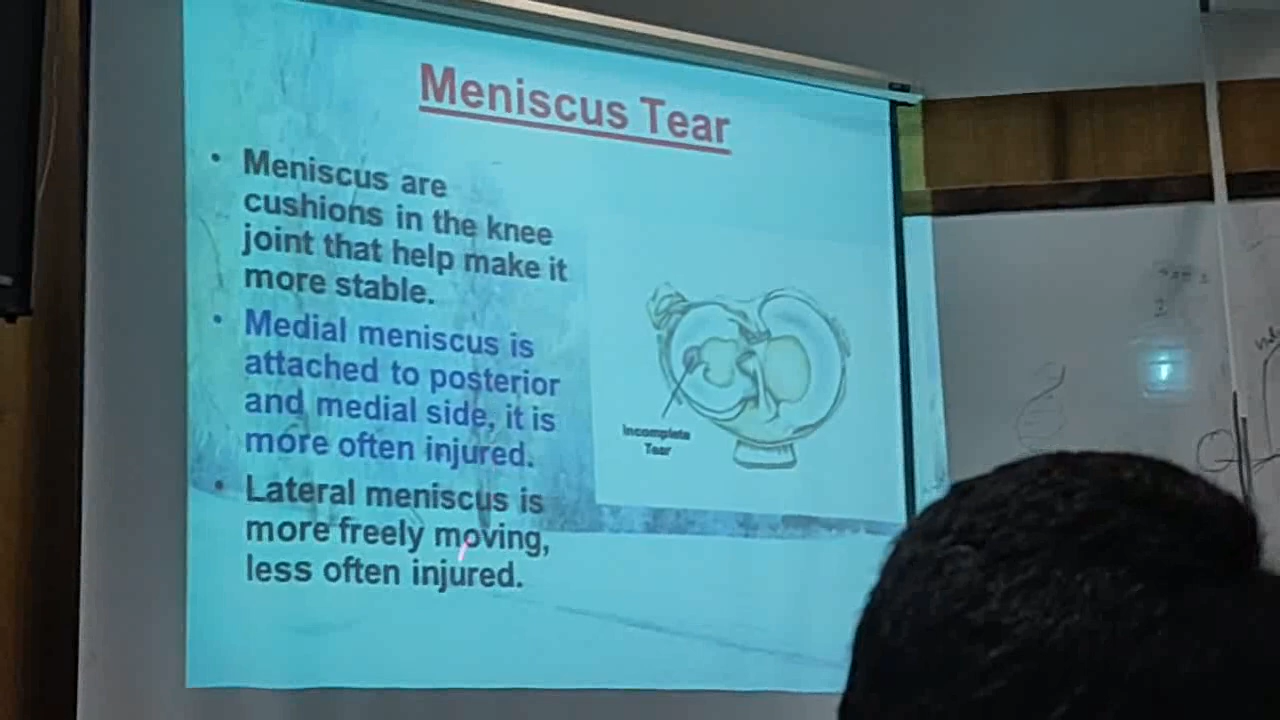 Meniscus Tear
• Meniscus are
cushions in the knee
joint that help make it
more stable.
• Medial meniscus is
attached to posterior
and medial side, it is
more often injured.
• Lateral meniscus is
more freely moving,
less often injured.
Incomplete
Tear